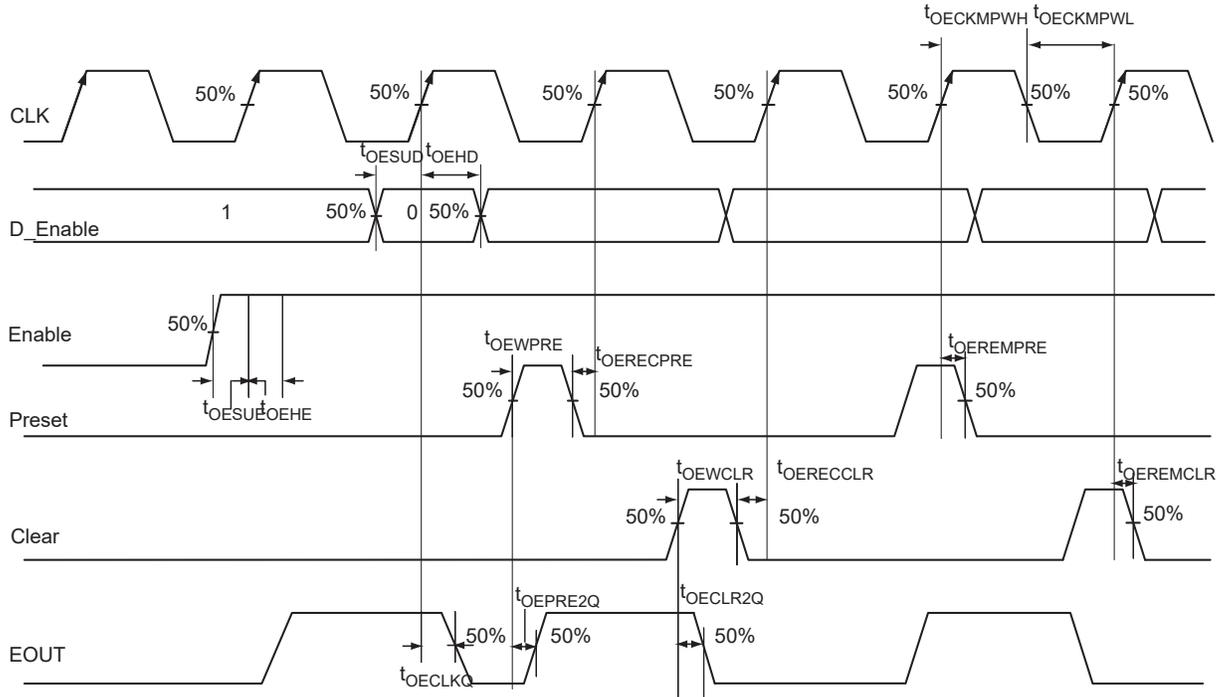 tOECKMPWH tOECKMPWL
CLK 50% 50% 50% 50% 50% 50% 50%
tOESUD tOEHD
D_Enable 1 50% 0 50%
Enable 50%
tOESUE tOEHE
tOEWPRE tOERECPRE tOEREMPRE
Preset 50% 50% 50%
tOEWCLR tOERECCLR tOEREMCLR
Clear 50% 50% 50%
tOEPRE2Q tOECLR2Q
EOUT 50% 50% 50%
tOECLKQ